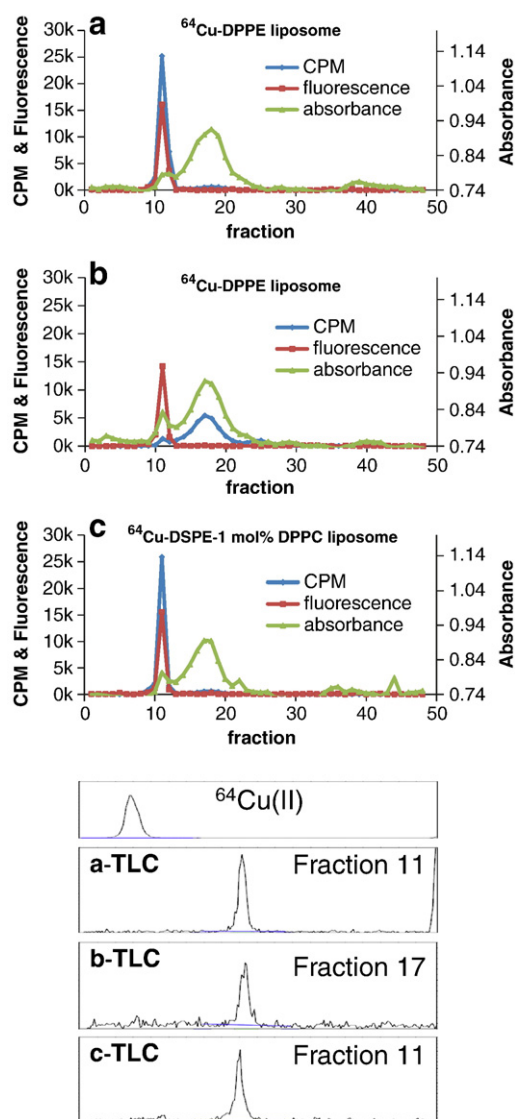 a
⁶⁴Cu-DPPE liposome
30k
25k
20k
15k
10k
5k
0k
CPM & Fluorescence
CPM
fluorescence
absorbance
1.14
1.04
0.94
0.84
0.74
Absorbance
0 10 20 30 40 50
fraction
b
⁶⁴Cu-DPPE liposome
30k
25k
20k
15k
10k
5k
0k
CPM & Fluorescence
CPM
fluorescence
absorbance
1.14
1.04
0.94
0.84
0.74
Absorbance
0 10 20 30 40 50
fraction
c
⁶⁴Cu-DSPE-1 mol% DPPC liposome
30k
25k
20k
15k
10k
5k
0k
CPM & Fluorescence
CPM
fluorescence
absorbance
1.14
1.04
0.94
0.84
0.74
Absorbance
0 10 20 30 40 50
fraction
⁶⁴Cu(II)
a-TLC Fraction 11
b-TLC Fraction 17
c-TLC Fraction 11